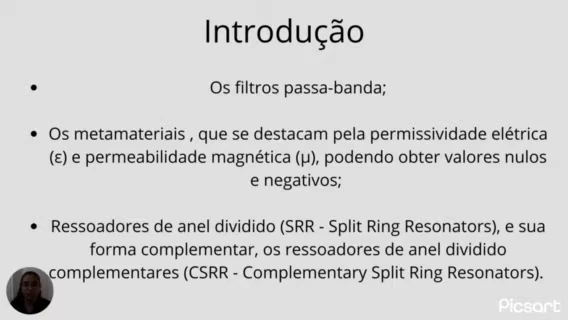 Introdução
Os filtros passa-banda;
Os metamateriais , que se destacam pela permissividade elétrica
(ε) e permeabilidade magnética (μ), podendo obter valores nulos
e negativos;
Ressoadores de anel dividido (SRR - Split Ring Resonators), e sua
forma complementar, os ressoadores de anel dividido
complementares (CSRR - Complementary Split Ring Resonators).
Picsart